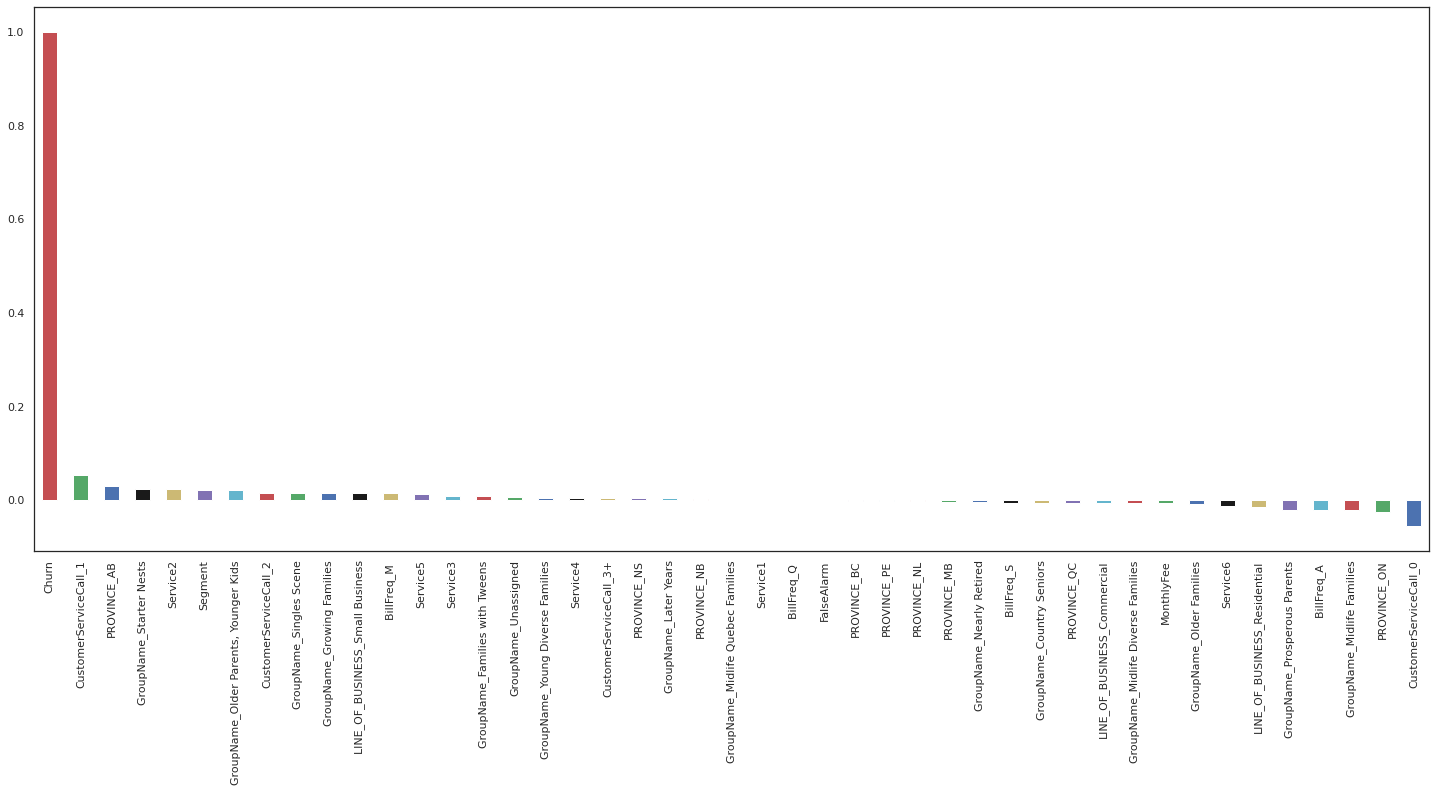 1.0
0.8
0.6
0.4
0.2
0.0
Churn
CustomerServiceCall_1
PROVINCE_AB
GroupName_Starter Nests
Service2
Segment
GroupName_Older Parents, Younger Kids
CustomerServiceCall_2
GroupName_Singles Scene
GroupName_Growing Families
LINE_OF_BUSINESS_Small Business
BillFreq_M
Service5
Service3
GroupName_Families with Tweens
GroupName_Unassigned
GroupName_Young Diverse Families
Service4
CustomerServiceCall_3+
PROVINCE_NS
GroupName_Later Years
PROVINCE_NB
GroupName_Midlife Quebec Families
Service1
BillFreq_Q
FalseAlarm
PROVINCE_BC
PROVINCE_PE
PROVINCE_NL
PROVINCE_MB
GroupName_Nearly Retired
BillFreq_S
GroupName_Country Seniors
PROVINCE_QC
LINE_OF_BUSINESS_Commercial
GroupName_Midlife Diverse Families
MonthlyFee
GroupName_Older Families
Service6
LINE_OF_BUSINESS_Residential
GroupName_Prosperous Parents
BillFreq_A
GroupName_Midlife Families
PROVINCE_ON
CustomerServiceCall_0